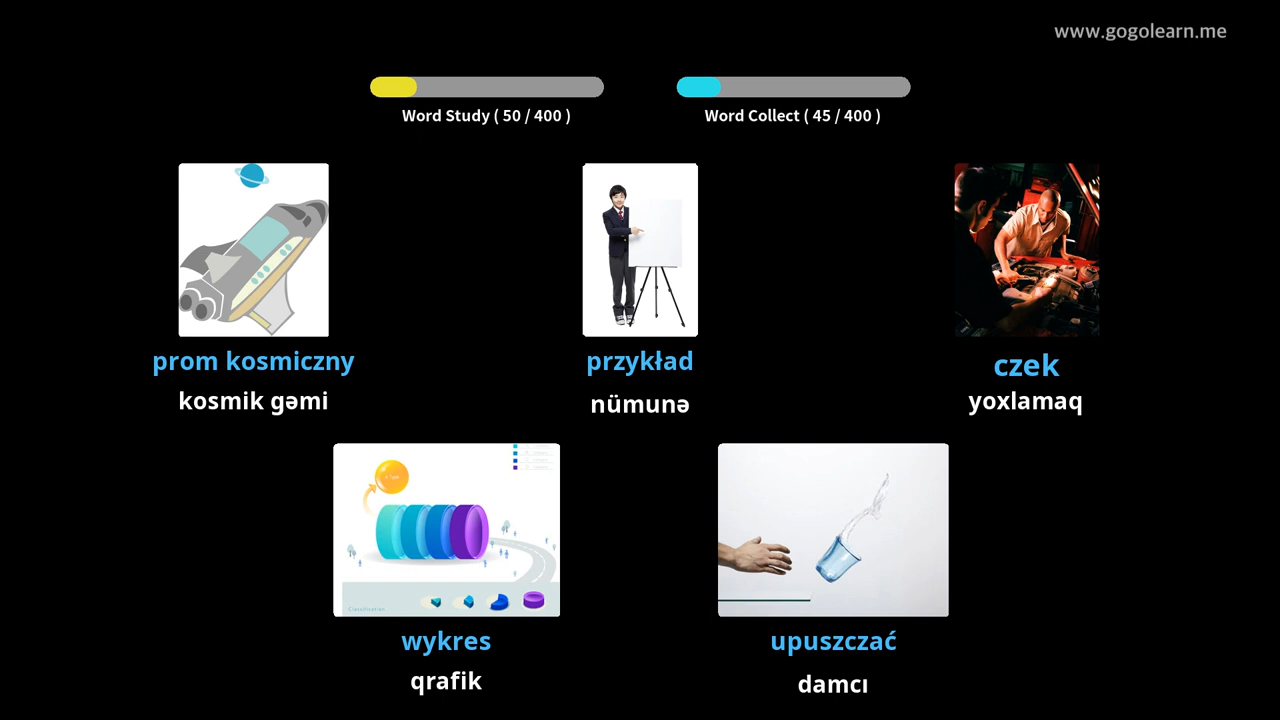 www.gogolearn.me
Word Study ( 50 / 400 )
Word Collect ( 45 / 400 )
prom kosmiczny
kosmik gəmi
przykład
nümunə
czek
yoxlamaq
Classification
wykres
qrafik
upuszczać
damcı